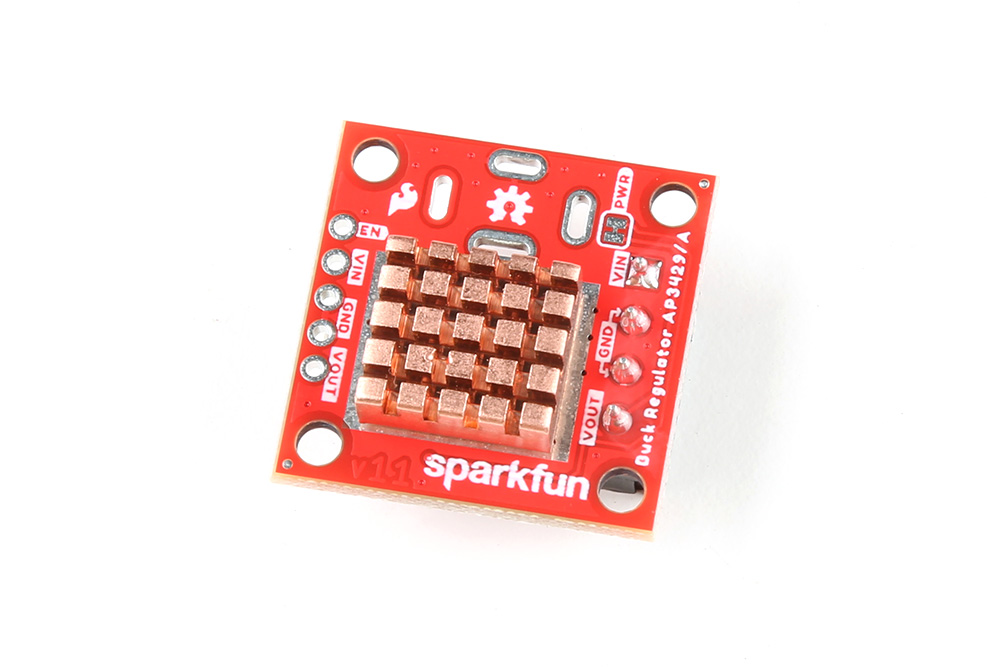 PWR
EN
VIN
VIN
GND
GND
VOUT
VOUT
Buck Regulator AP3429/A
v11
sparkfun